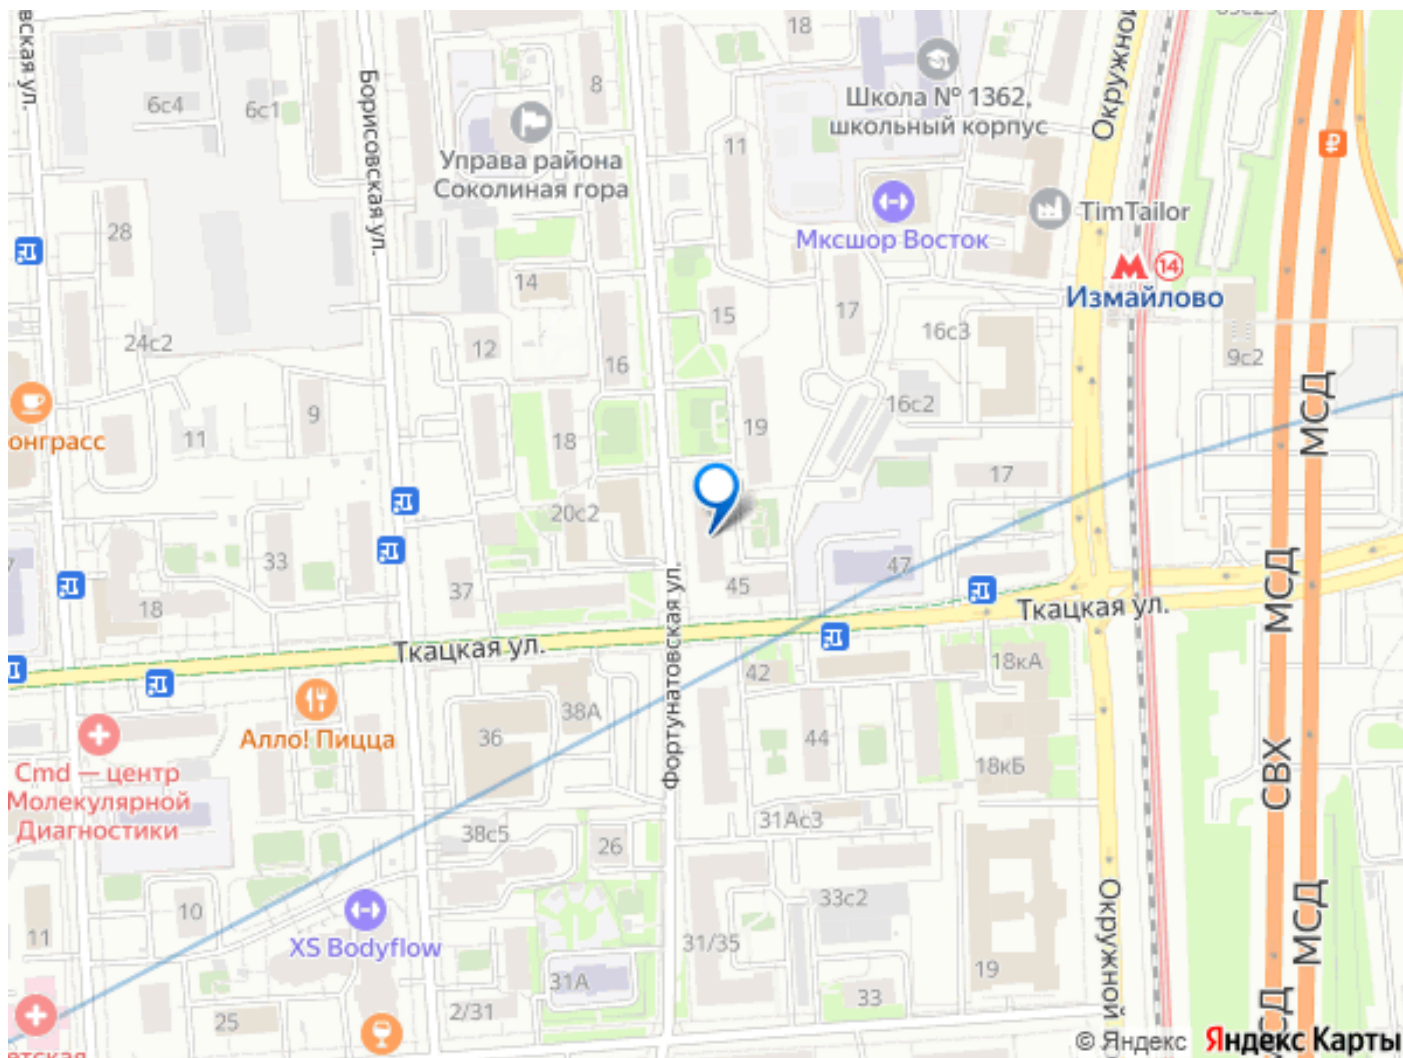 вская ул.
Борисовская ул.
18
6с4
6с1
8
Школа № 1362,
школьный корпус
Окружной
Управа района
Соколиная гора
11
Мксшор Восток
TimTailor
28
14
14
Измайлово
15
17
16с3
9с2
24с2
12
16
МСД
онграсс
11
9
18
19
16с2
17
20с2
33
37
45
47
18
Фортунатовская ул.
МСД
Ткацкая ул.
Ткацкая ул.
42
18кА
38А
36
44
Алло! Пицца
18кБ
СВХ
Cmd — центр
Молекулярной
Диагностики
38с5
26
31Ас3
10
33с2
11
XS Bodyflow
31/35
Окружной
МСД
31А
19
33
2/31
25
етская
СД
© Яндекс Яндекс Карты